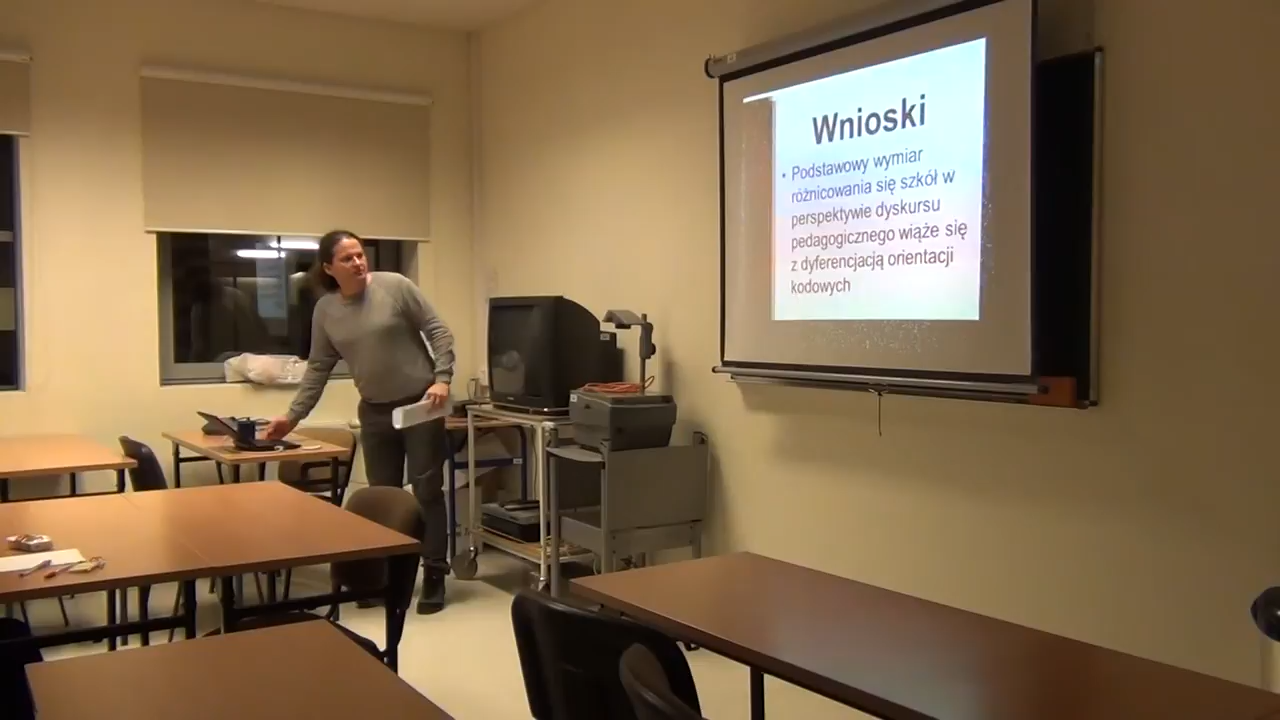 Wnioski
• Podstawowy wymiar
różnicowania się szkół w
perspektywie dyskursu
pedagogicznego wiąże się
z dyferencjacją orientacji
kodowych